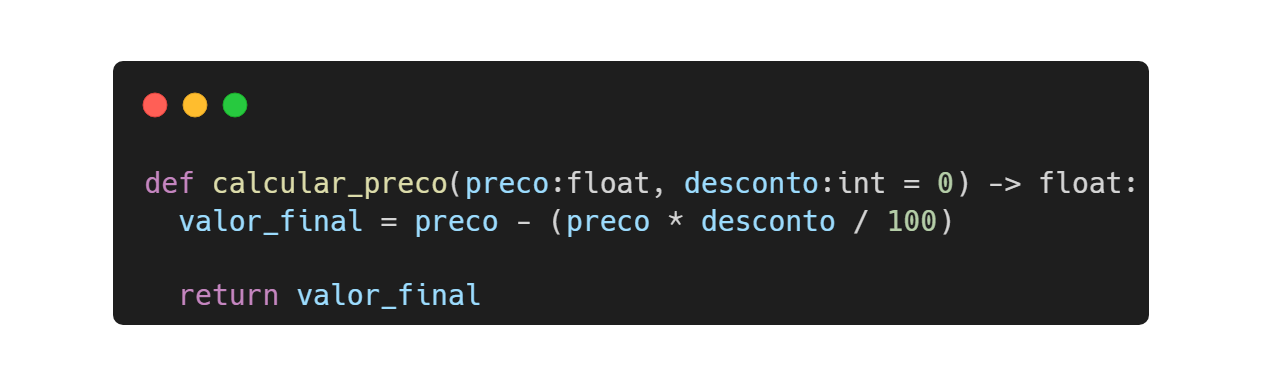 def calcular_preco(preco:float, desconto:int = 0) -> float:
  valor_final = preco - (preco * desconto / 100)

  return valor_final